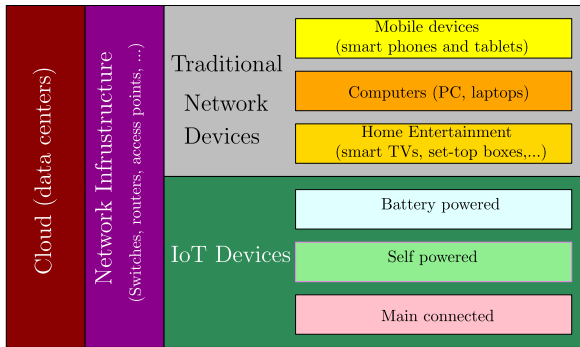 Cloud (data centers)
Network Infrustructure
(Switches, routers, access points, ...)
Traditional
Network
Devices
Mobile devices
(smart phones and tablets)
Computers (PC, laptops)
Home Entertainment
(smart TVs, set-top boxes,...)
IoT Devices
Battery powered
Self powered
Main connected